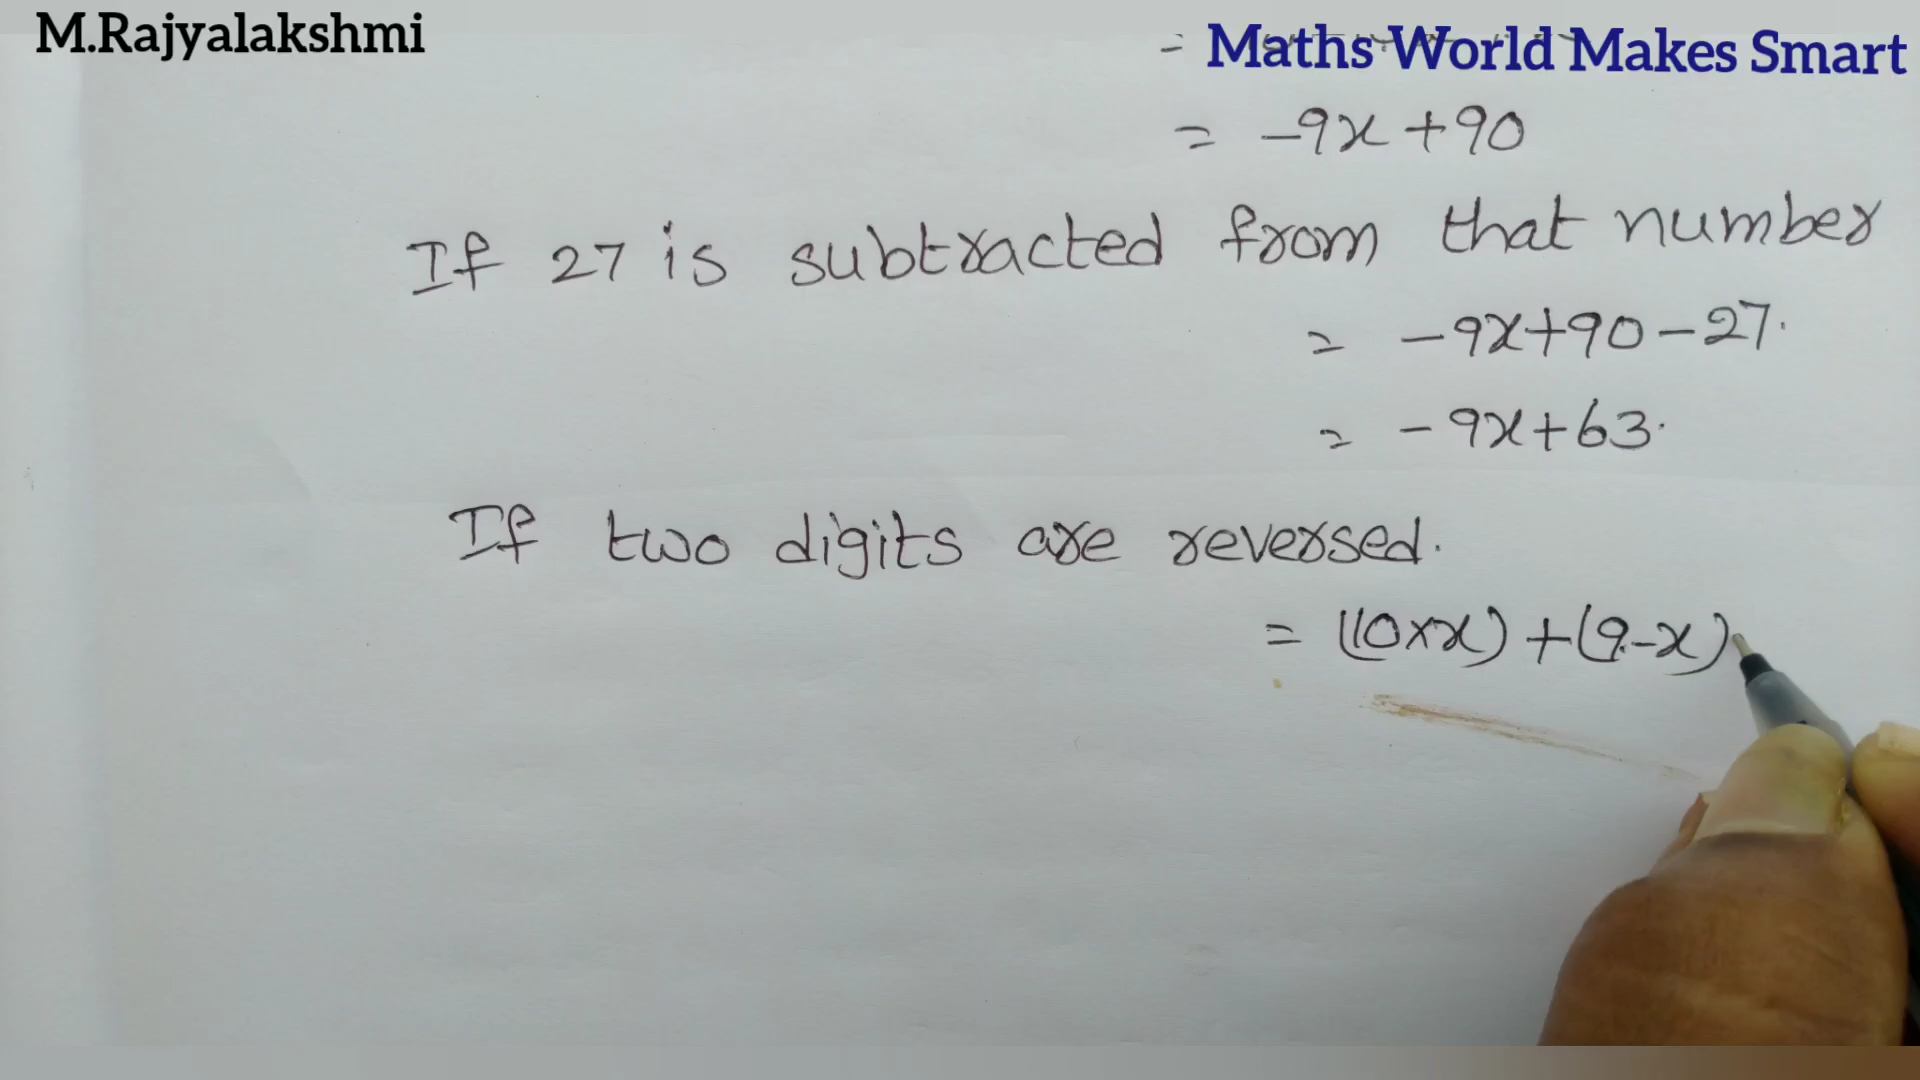 M.Rajyalakshmi
Maths World Makes Smart
= -9x+90
If 27 is subtracted from that number
= -9x+90-27.
= -9x+63.
If two digits are reversed.
= (10×x)+(9-x)